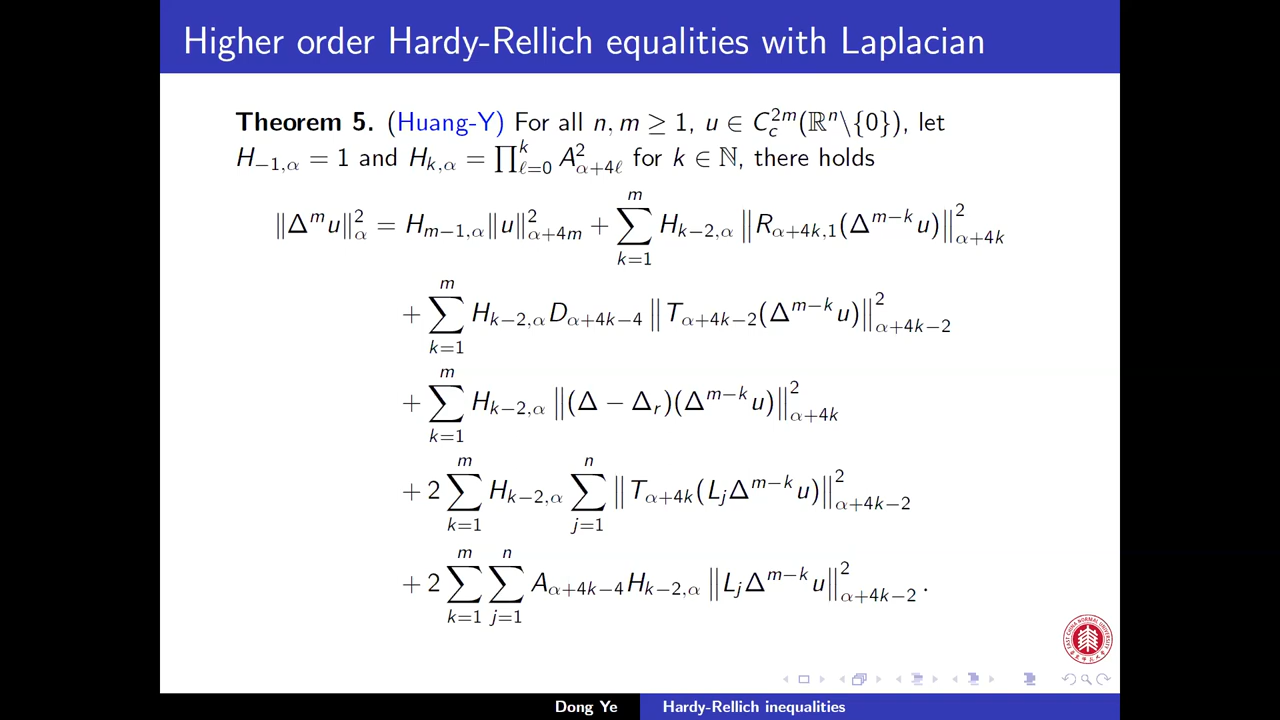 Higher order Hardy-Rellich equalities with Laplacian
Theorem 5. (Huang-Y) For all n, m ≥ 1, u ∈ C_c^{2m}(ℝⁿ\{0}), let
H_{−1,α} = 1 and H_{k,α} = ∏_{ℓ=0}^{k} A²_{α+4ℓ} for k ∈ ℕ, there holds
‖Δ^m u‖²_α = H_{m−1,α}‖u‖²_{α+4m} + ∑_{k=1}^{m} H_{k−2,α} ‖R_{α+4k,1}(Δ^{m−k}u)‖²_{α+4k}
+ ∑_{k=1}^{m} H_{k−2,α} D_{α+4k−4} ‖T_{α+4k−2}(Δ^{m−k}u)‖²_{α+4k−2}
+ ∑_{k=1}^{m} H_{k−2,α} ‖(Δ − Δ_r)(Δ^{m−k}u)‖²_{α+4k}
+ 2 ∑_{k=1}^{m} H_{k−2,α} ∑_{j=1}^{n} ‖T_{α+4k}(L_jΔ^{m−k}u)‖²_{α+4k−2}
+ 2 ∑_{k=1}^{m} ∑_{j=1}^{n} A_{α+4k−4}H_{k−2,α} ‖L_jΔ^{m−k}u‖²_{α+4k−2}.
Dong Ye
Hardy-Rellich inequalities